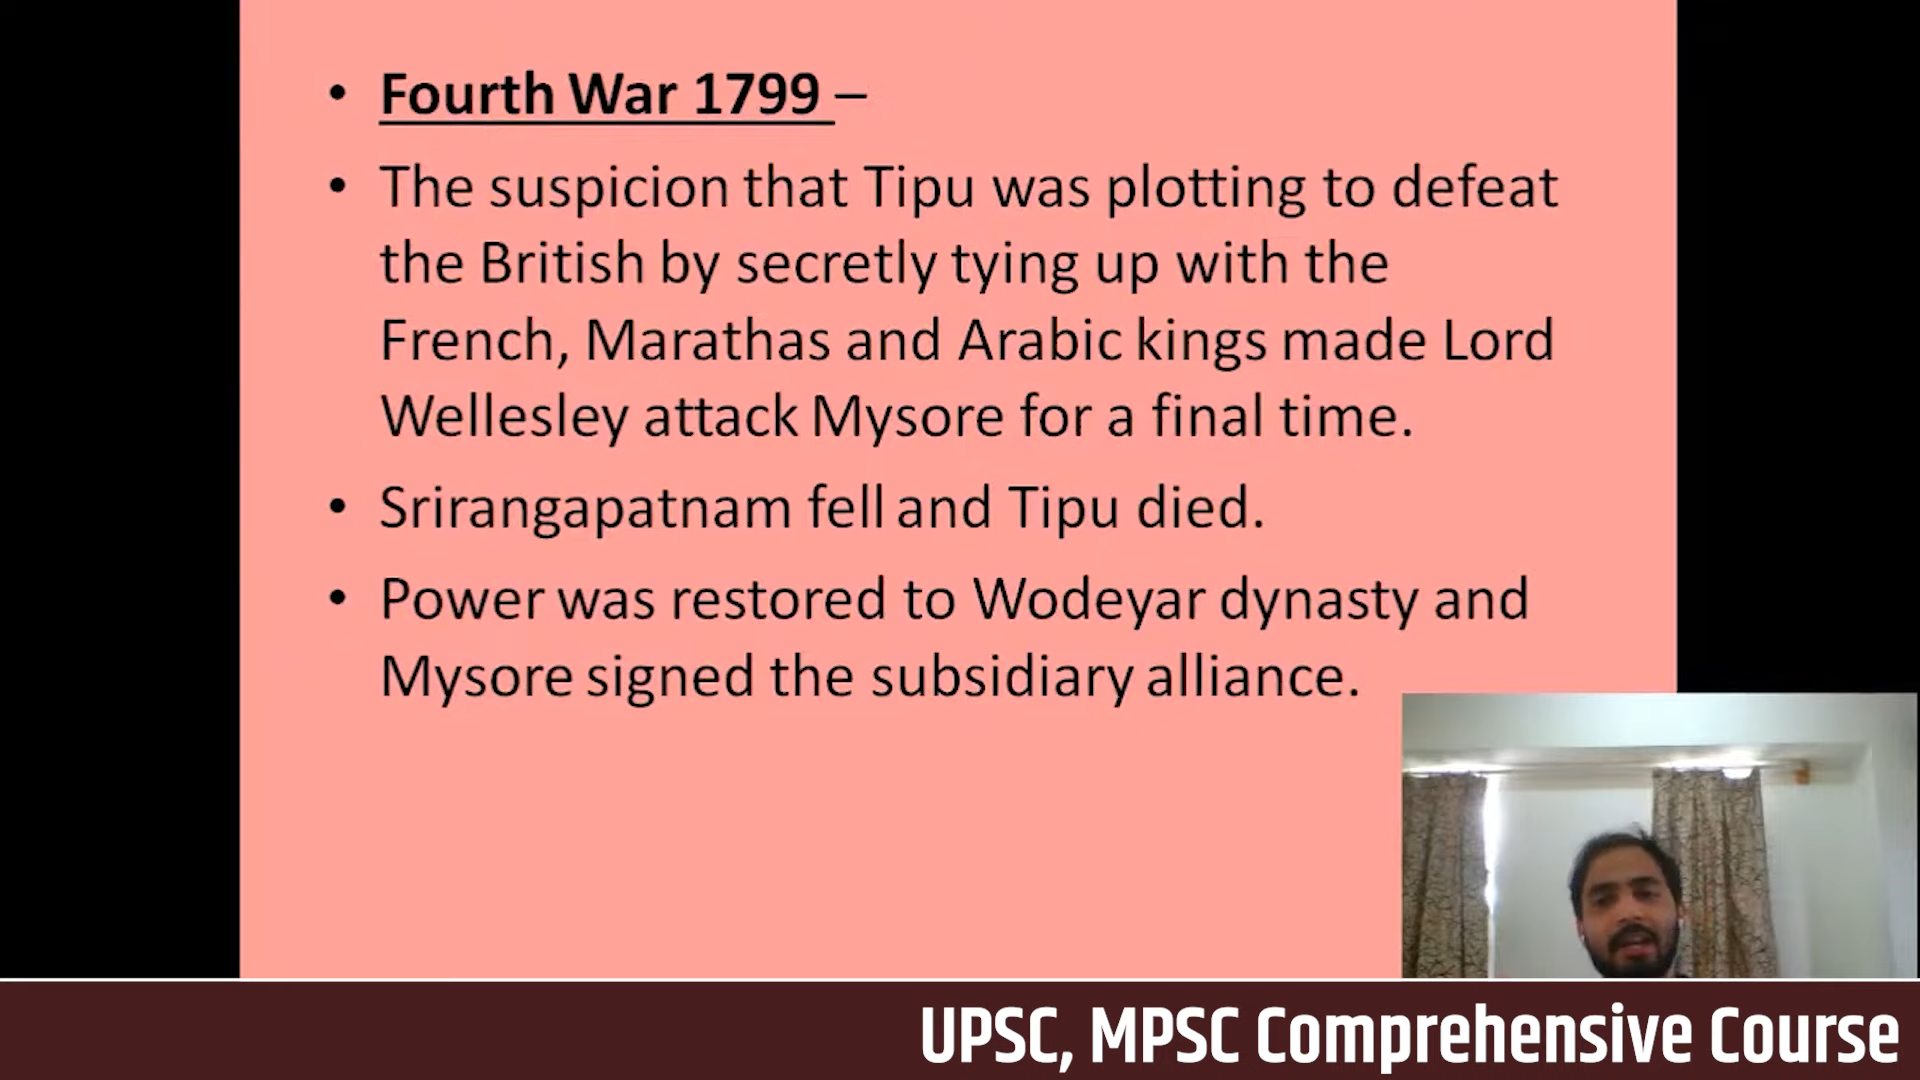 • Fourth War 1799 –
• The suspicion that Tipu was plotting to defeat
the British by secretly tying up with the
French, Marathas and Arabic kings made Lord
Wellesley attack Mysore for a final time.
• Srirangapatnam fell and Tipu died.
• Power was restored to Wodeyar dynasty and
Mysore signed the subsidiary alliance.
UPSC, MPSC Comprehensive Course